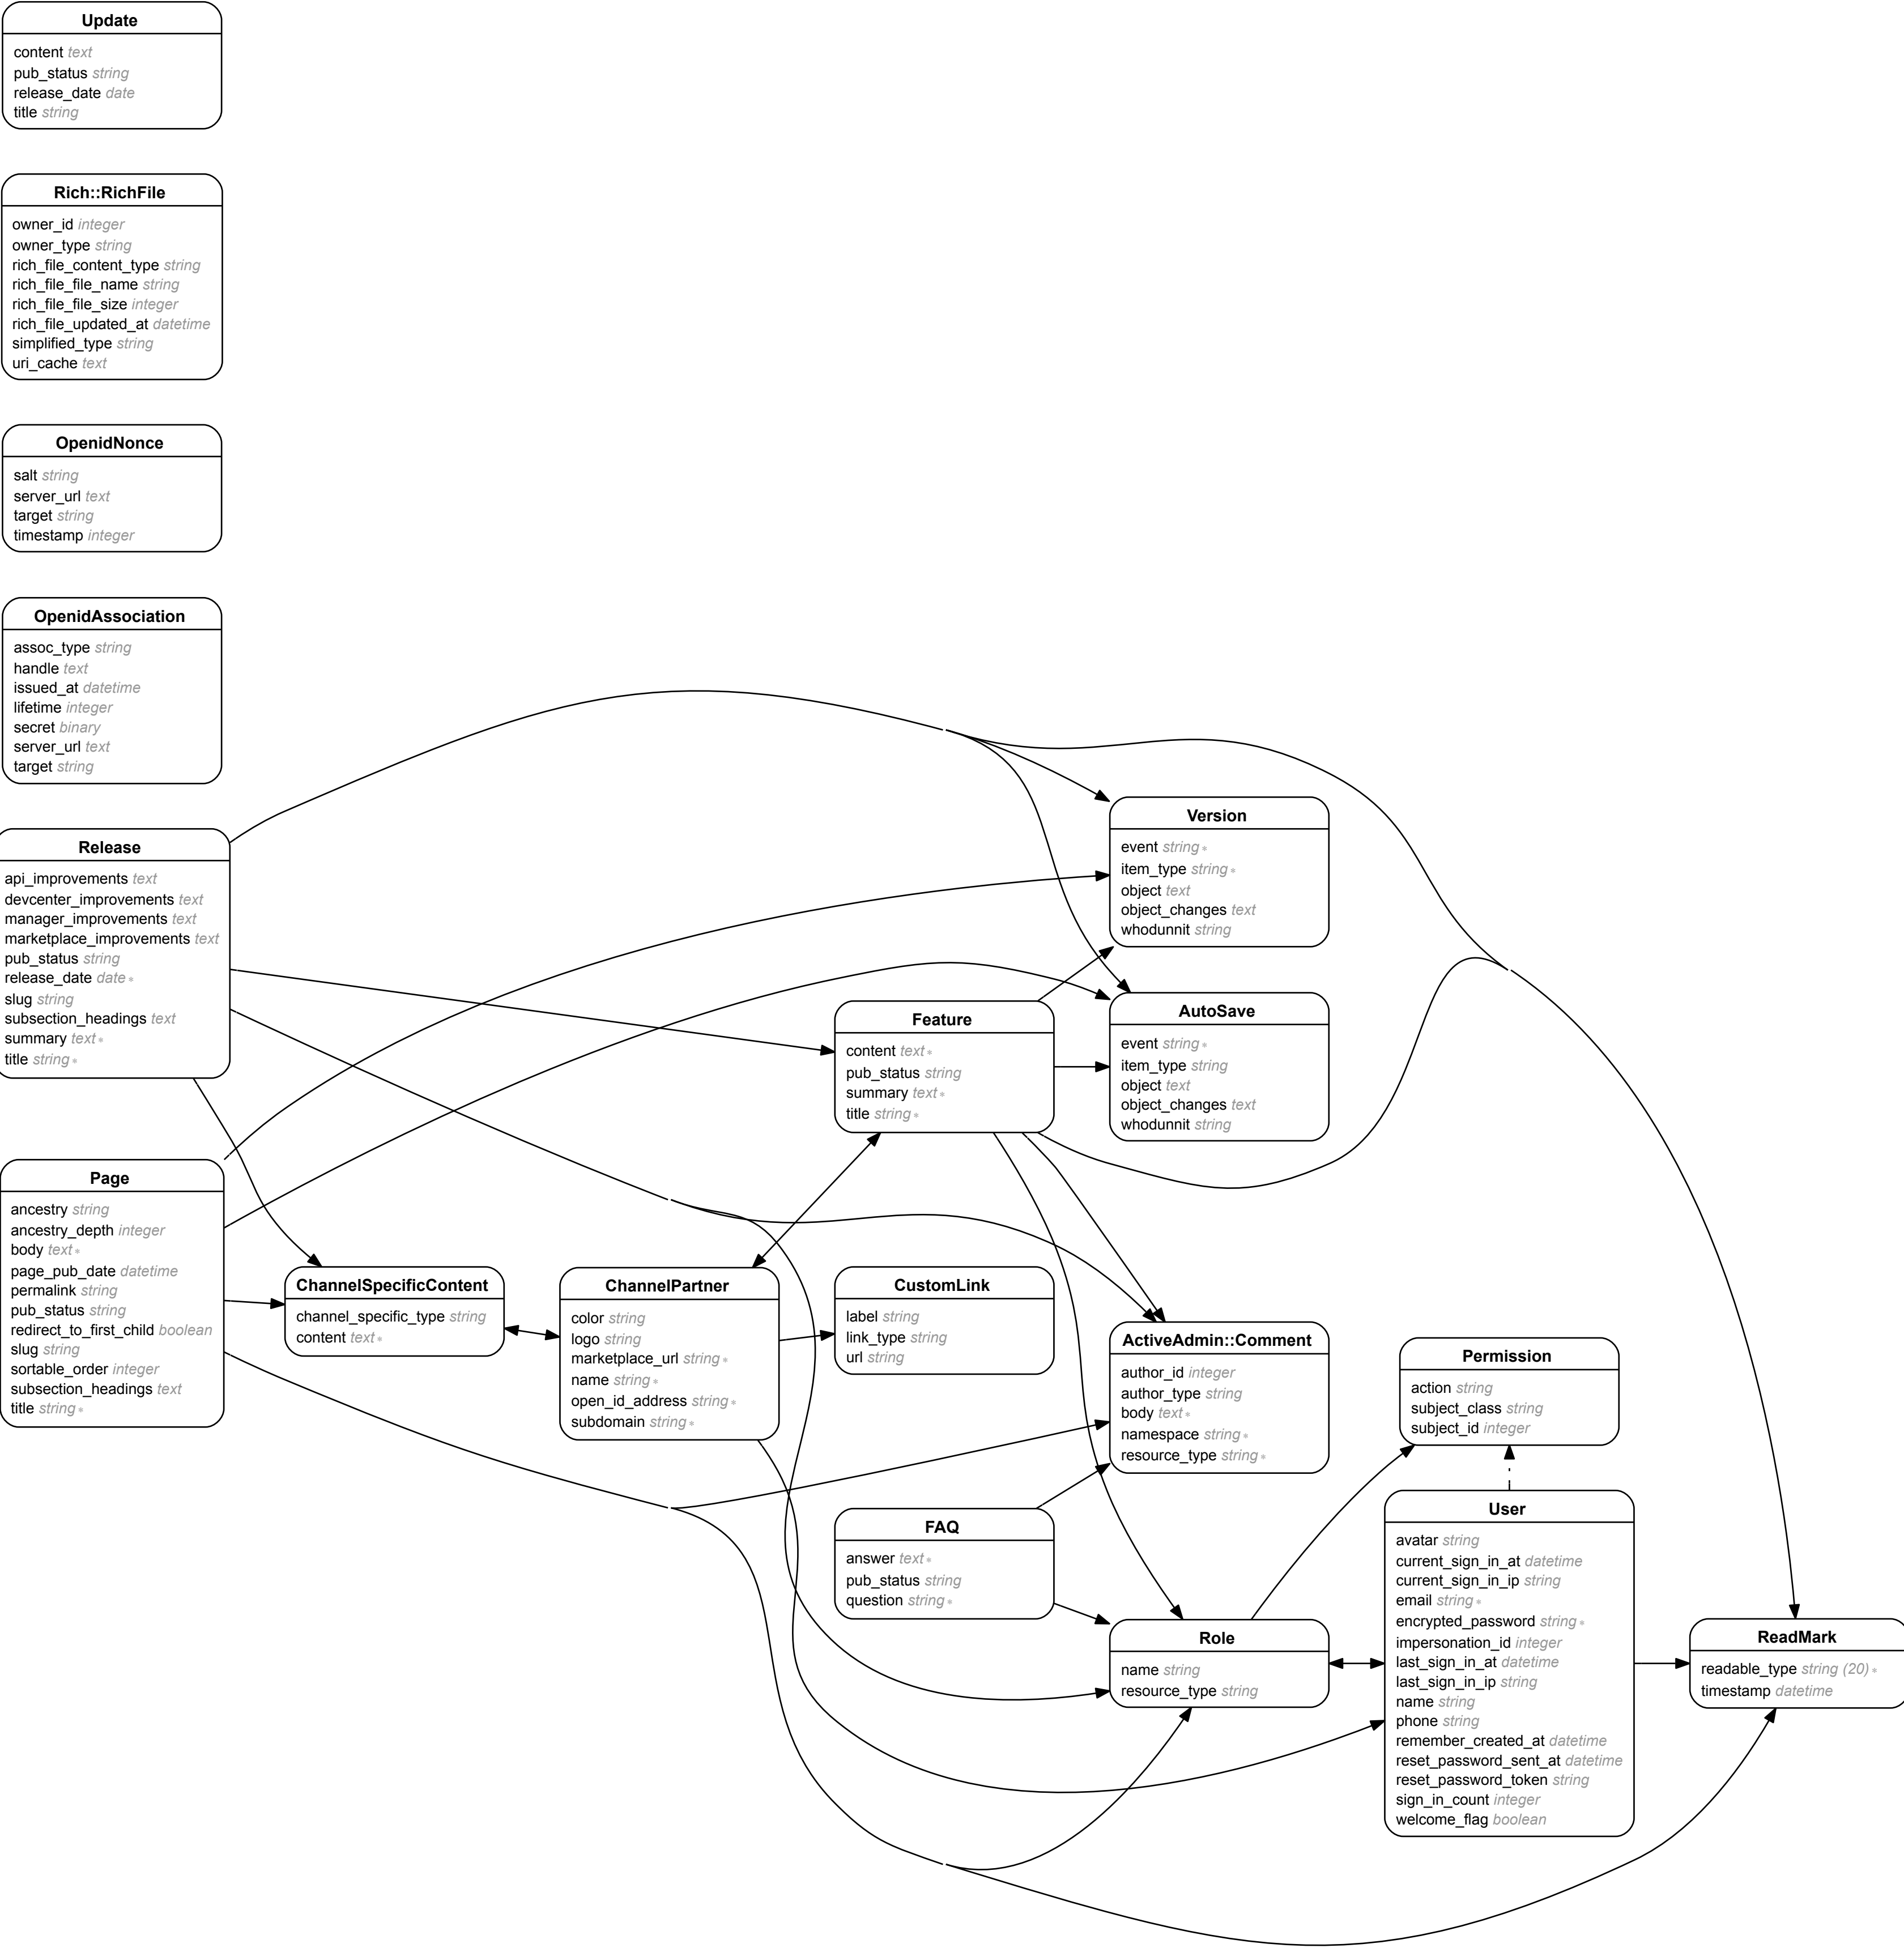 Update
content text
pub_status string
release_date date
title string
Rich::RichFile
owner_id integer
owner_type string
rich_file_content_type string
rich_file_file_name string
rich_file_file_size integer
rich_file_updated_at datetime
simplified_type string
uri_cache text
OpenidNonce
salt string
server_url text
target string
timestamp integer
OpenidAssociation
assoc_type string
handle text
issued_at datetime
lifetime integer
secret binary
server_url text
target string
Release
api_improvements text
devcenter_improvements text
manager_improvements text
marketplace_improvements text
pub_status string
release_date date *
slug string
subsection_headings text
summary text *
title string *
Page
ancestry string
ancestry_depth integer
body text *
page_pub_date datetime
permalink string
pub_status string
redirect_to_first_child boolean
slug string
sortable_order integer
subsection_headings text
title string *
ChannelSpecificContent
channel_specific_type string
content text *
ChannelPartner
color string
logo string
marketplace_url string *
name string *
open_id_address string *
subdomain string *
Feature
content text *
pub_status string
summary text *
title string *
CustomLink
label string
link_type string
url string
FAQ
answer text *
pub_status string
question string *
Version
event string *
item_type string *
object text
object_changes text
whodunnit string
AutoSave
event string *
item_type string
object text
object_changes text
whodunnit string
ActiveAdmin::Comment
author_id integer
author_type string
body text *
namespace string *
resource_type string *
Role
name string
resource_type string
Permission
action string
subject_class string
subject_id integer
User
avatar string
current_sign_in_at datetime
current_sign_in_ip string
email string *
encrypted_password string *
impersonation_id integer
last_sign_in_at datetime
last_sign_in_ip string
name string
phone string
remember_created_at datetime
reset_password_sent_at datetime
reset_password_token string
sign_in_count integer
welcome_flag boolean
ReadMark
readable_type string (20) *
timestamp datetime